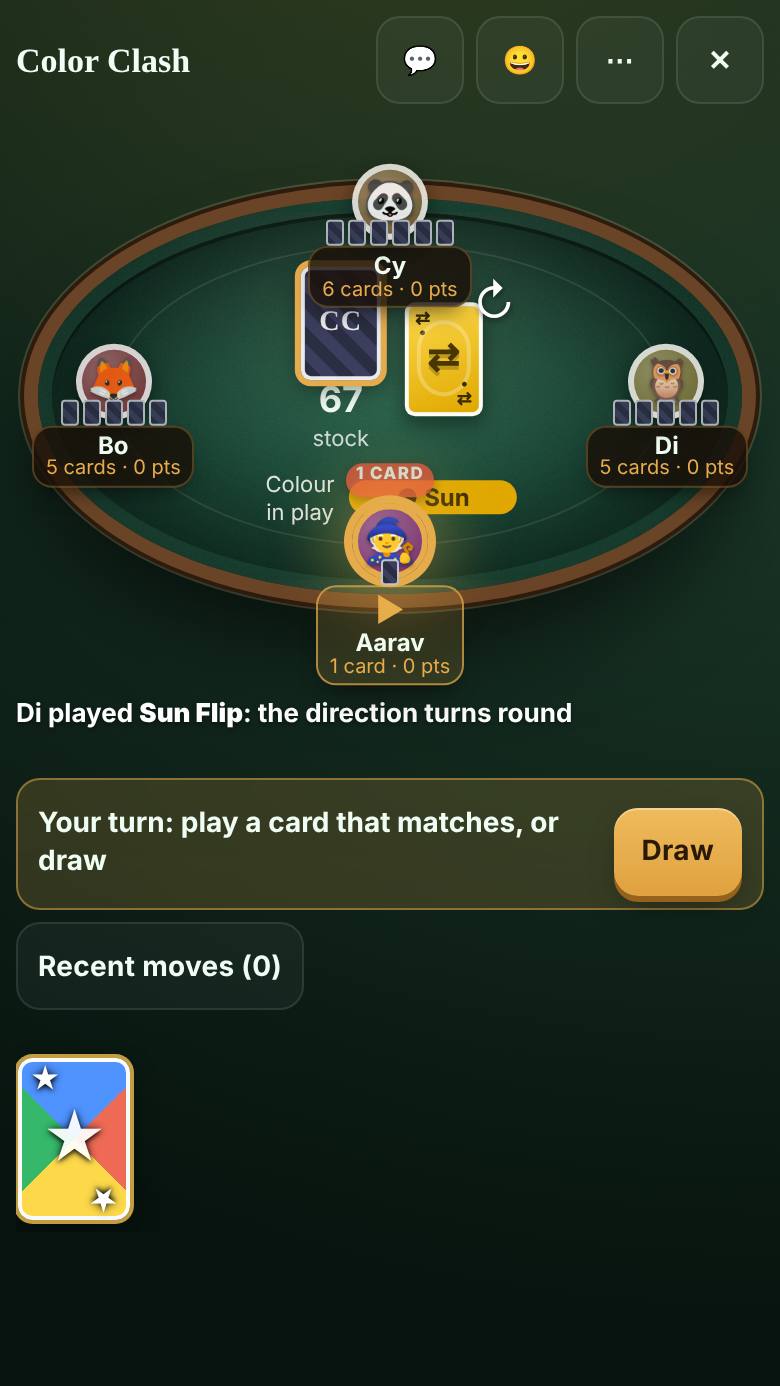 Color Clash
Cy
6 cards · 0 pts
CC
67
stock
Bo
5 cards · 0 pts
Di
5 cards · 0 pts
Colour
in play
1 CARD
Sun
Aarav
1 card · 0 pts
Di played Sun Flip: the direction turns round
Your turn: play a card that matches, or
draw
Draw
Recent moves (0)